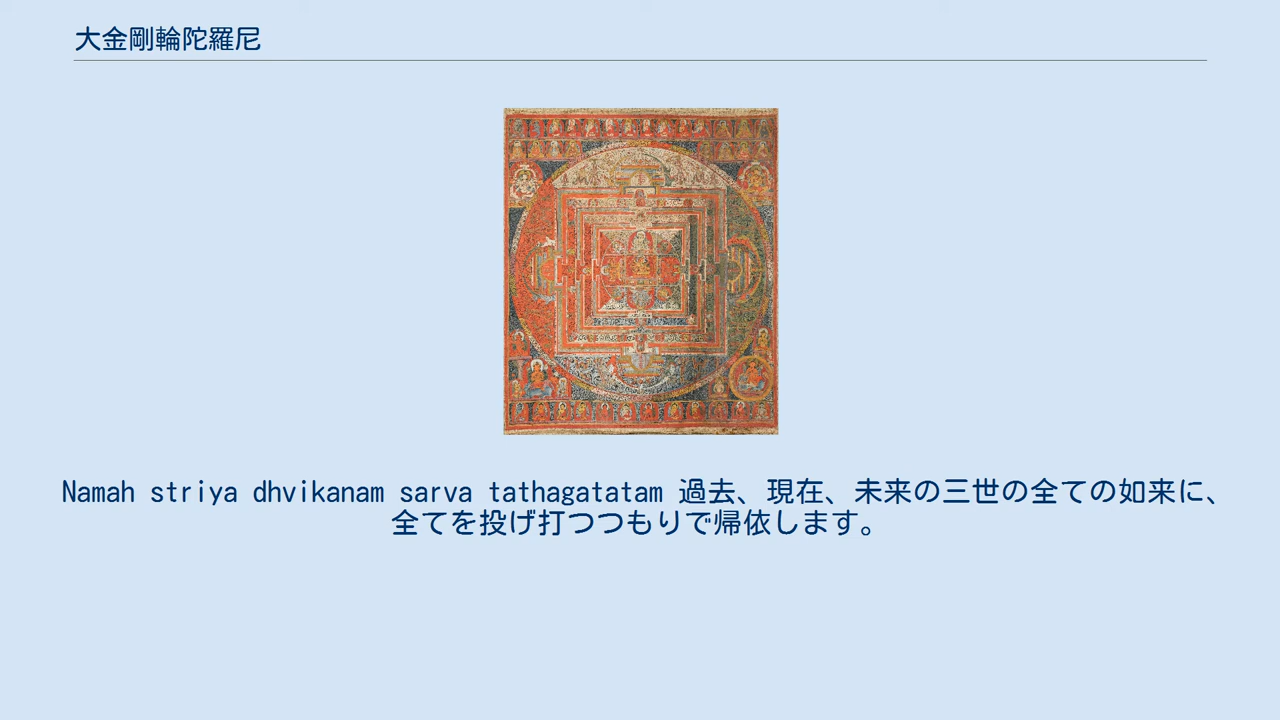 大金剛輪陀羅尼
Namah striya dhvikanam sarva tathagatatam 過去、現在、未来の三世の全ての如来に、
全てを投げ打つつもりで帰依します。